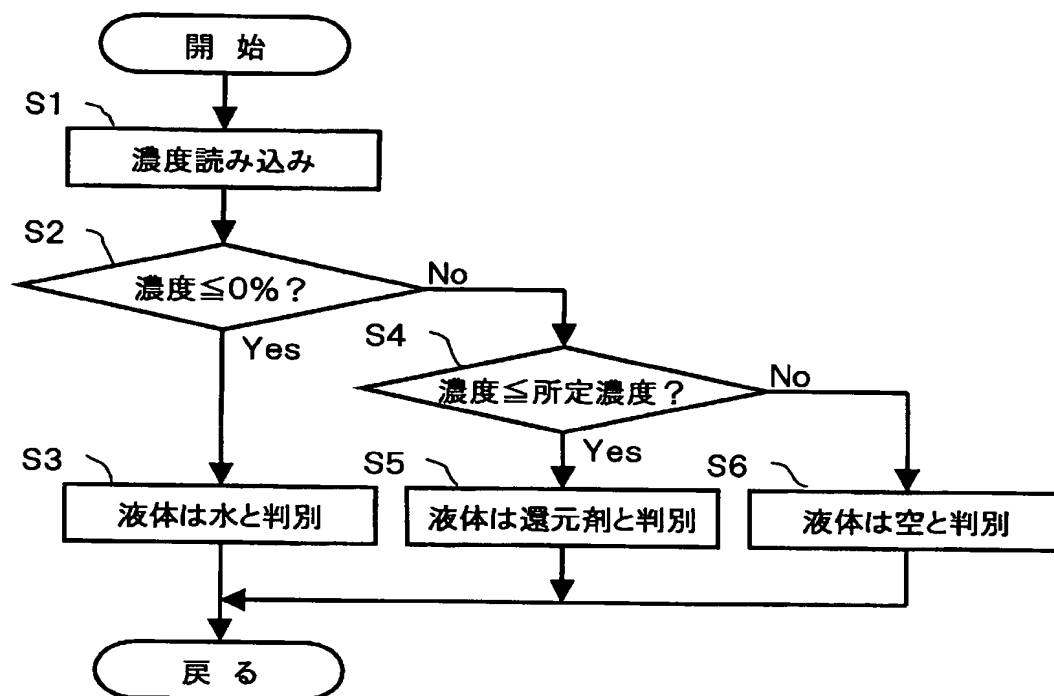 開 始
S1
濃度読み込み
S2
濃度≦0%?
No
Yes
S4
濃度≦所定濃度?
No
Yes
S3
液体は水と判別
S5
液体は還元剤と判別
S6
液体は空と判別
戻 る